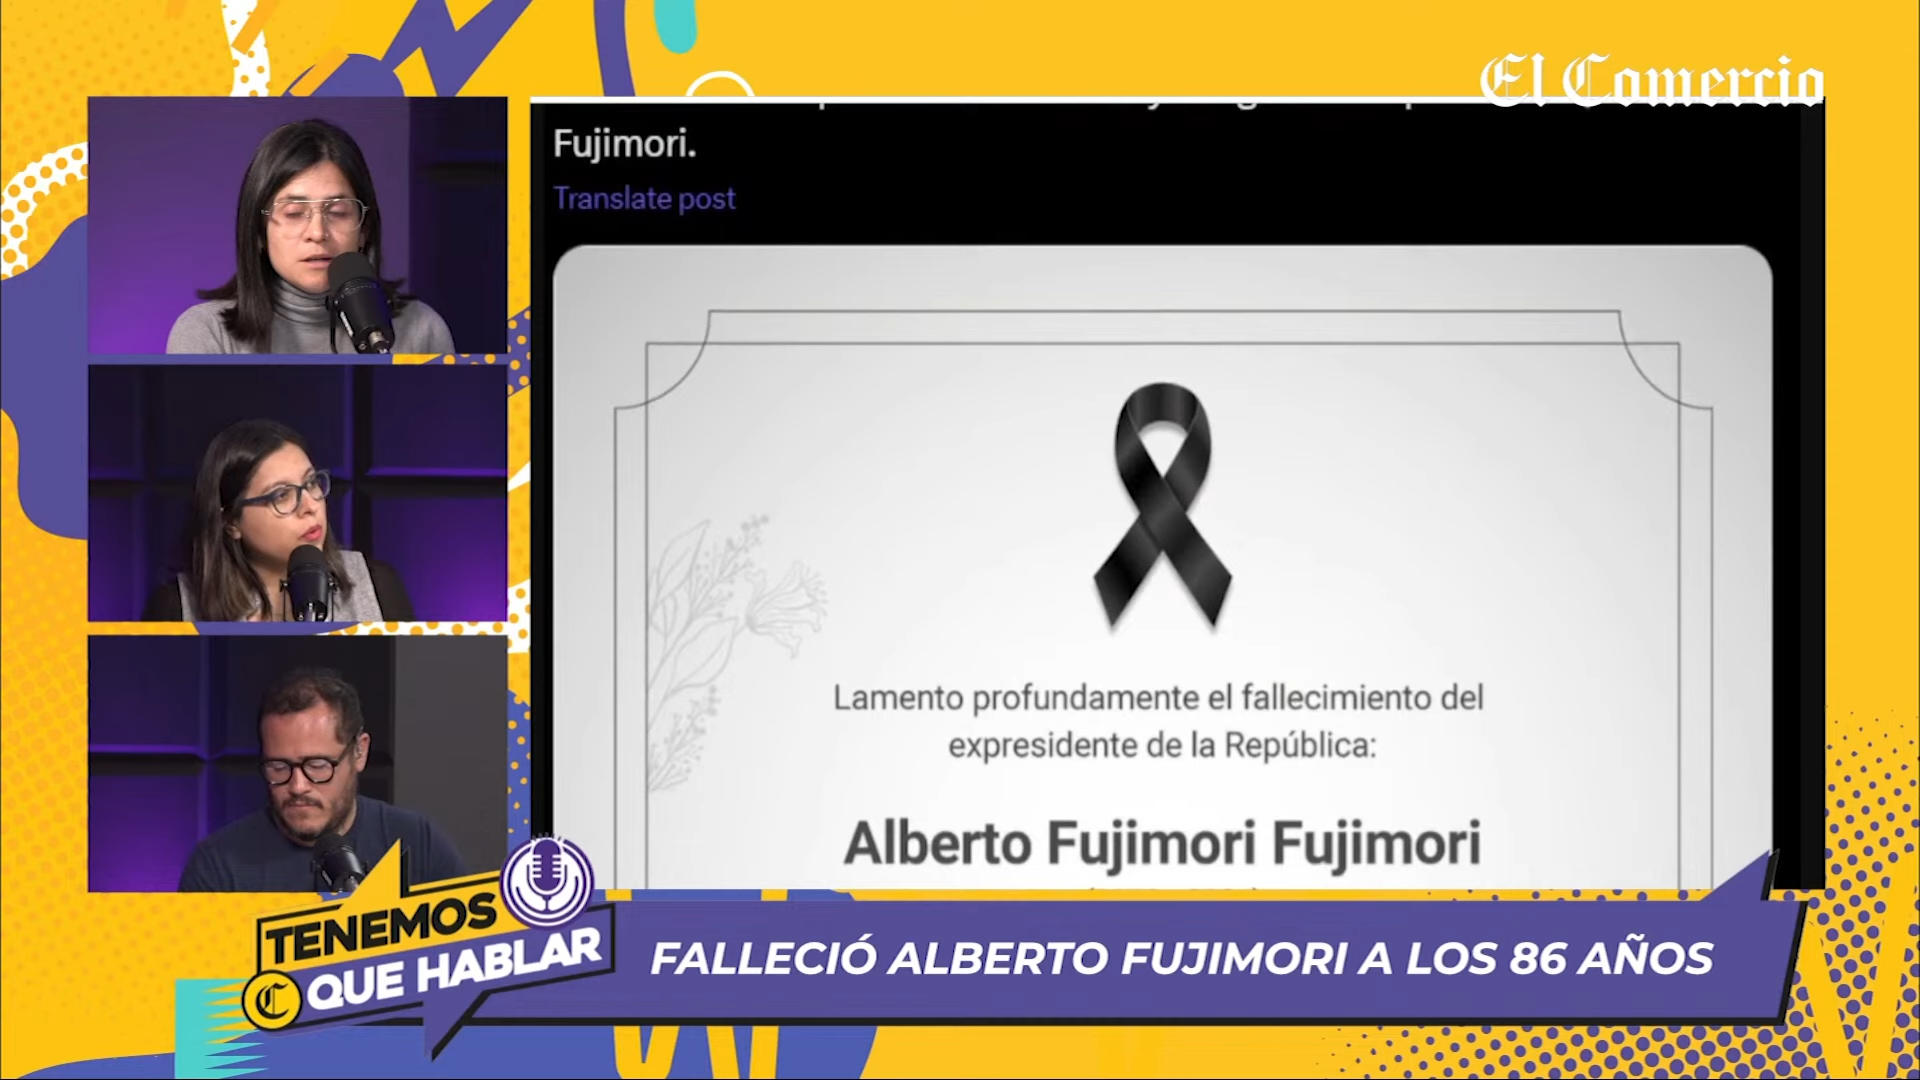 El Comercio
Fujimori.
Translate post
Lamento profundamente el fallecimiento del
expresidente de la República:
Alberto Fujimori Fujimori
TENEMOS
QUE HABLAR
FALLECIÓ ALBERTO FUJIMORI A LOS 86 AÑOS